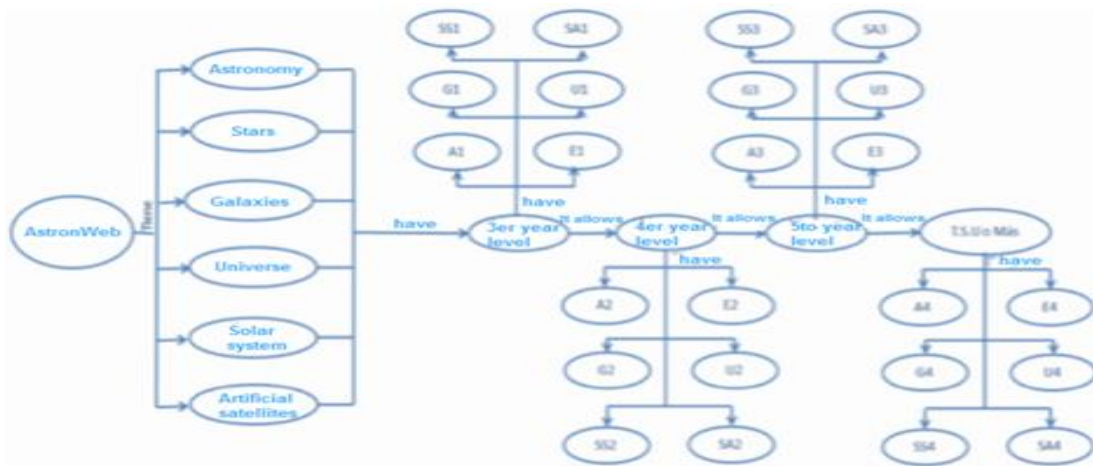 SS1
SA1
SS3
SA3
Astronomy
G1
U1
G3
U3
Stars
A1
E1
A3
E3
Galaxies
have
have
AstronWeb
have
3er year
level
It allows
4er year
level
It allows
5to year
level
It allows
T.S.U o Más
Universe
have
have
A2
E2
A4
E4
Solar
system
G2
U2
G4
U4
Artificial
satellites
SS2
SA2
SS4
SA4